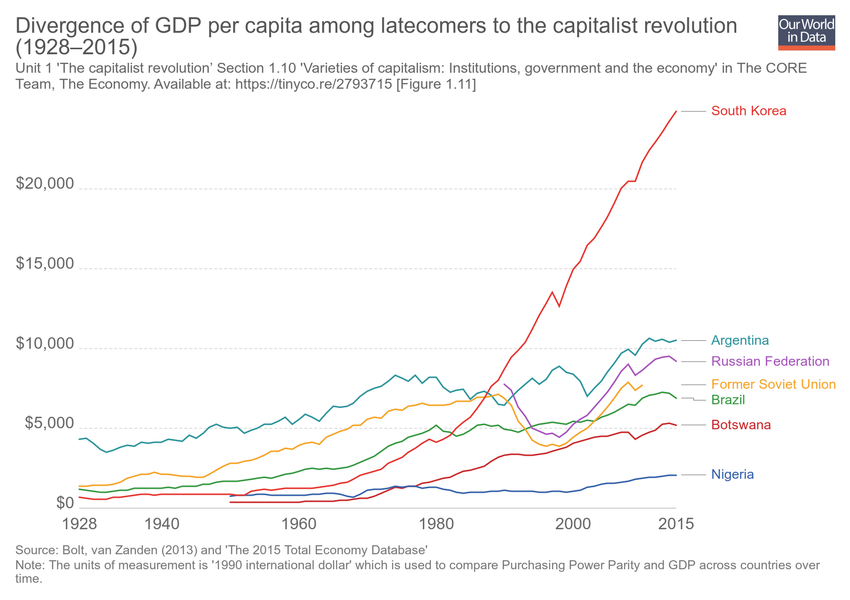 Divergence of GDP per capita among latecomers to the capitalist revolution
(1928–2015)
Our World
in Data
Unit 1 'The capitalist revolution’ Section 1.10 'Varieties of capitalism: Institutions, government and the economy' in The CORE
Team, The Economy. Available at: https://tinyco.re/2793715 [Figure 1.11]
South Korea
$20,000
$15,000
$10,000
Argentina
Russian Federation
Former Soviet Union
Brazil
$5,000
Botswana
Nigeria
$0
1928
1940
1960
1980
2000
2015
Source: Bolt, van Zanden (2013) and 'The 2015 Total Economy Database'
Note: The units of measurement is '1990 international dollar' which is used to compare Purchasing Power Parity and GDP across countries over
time.